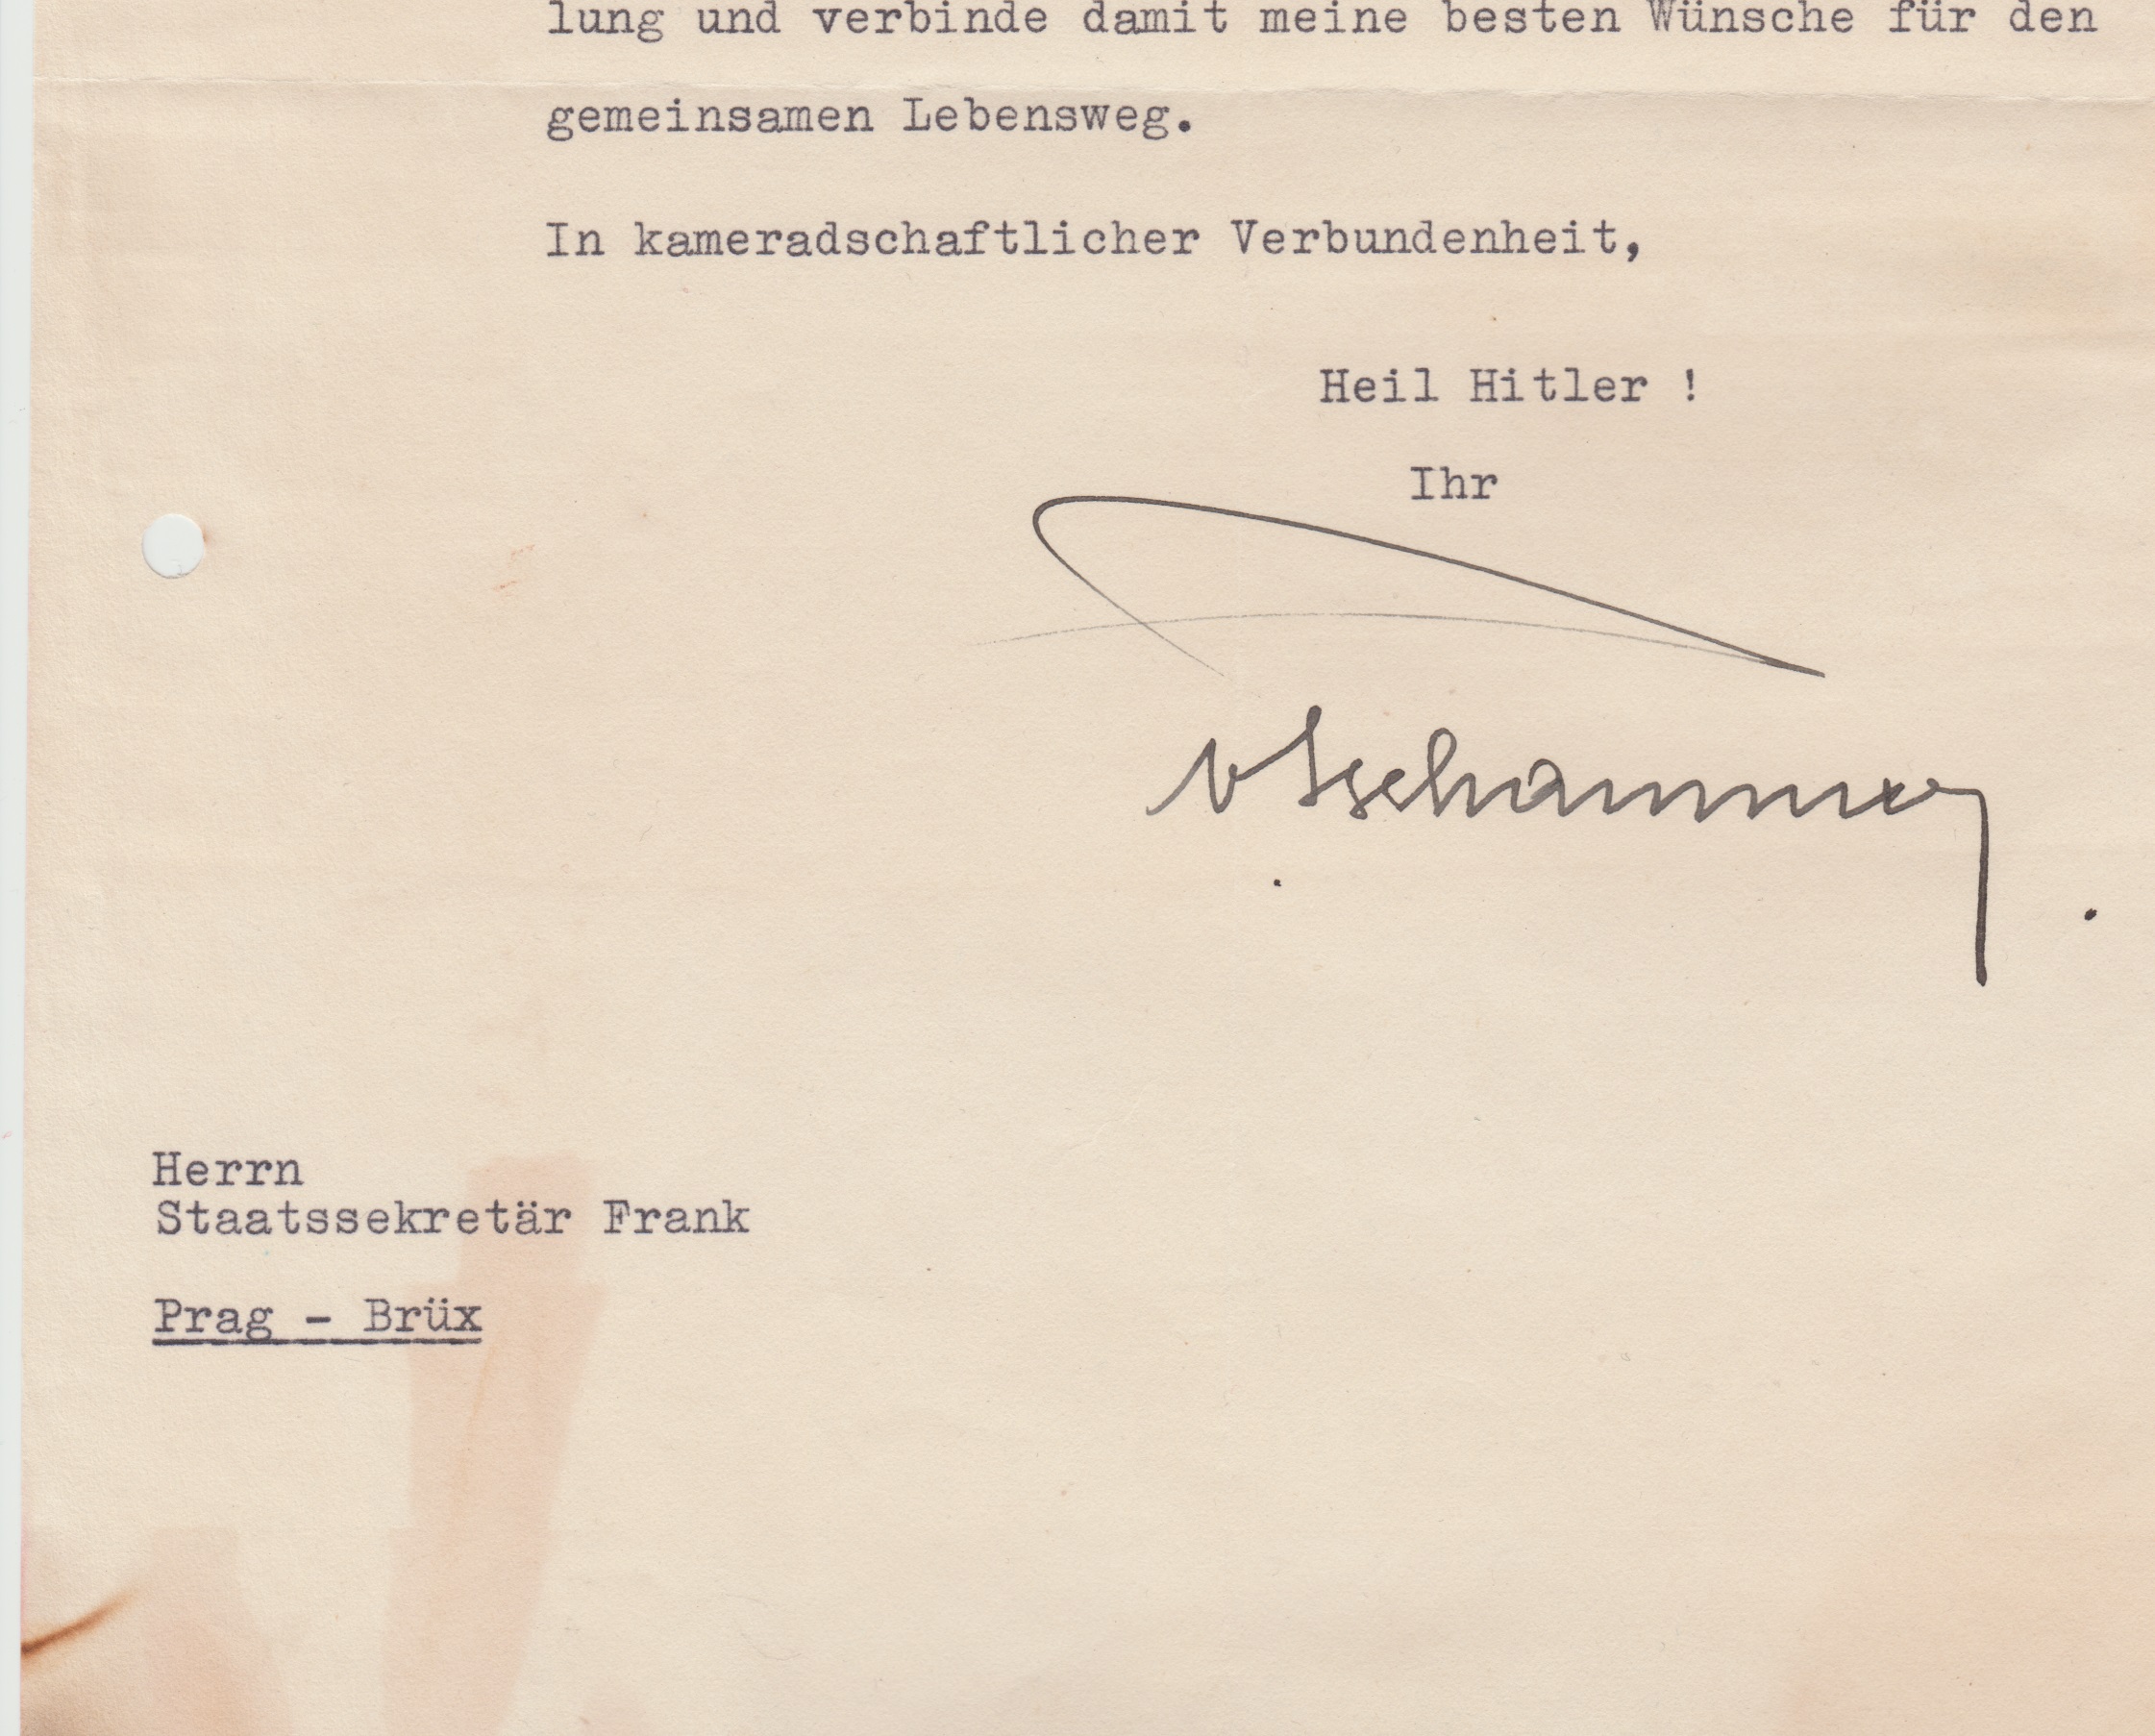 lung und verbinde damit meine besten Wünsche für den
gemeinsamen Lebensweg.
In kameradschaftlicher Verbundenheit,
Heil Hitler !
Ihr
vTschammer
Herrn
Staatssekretär Frank
Prag - Brüx